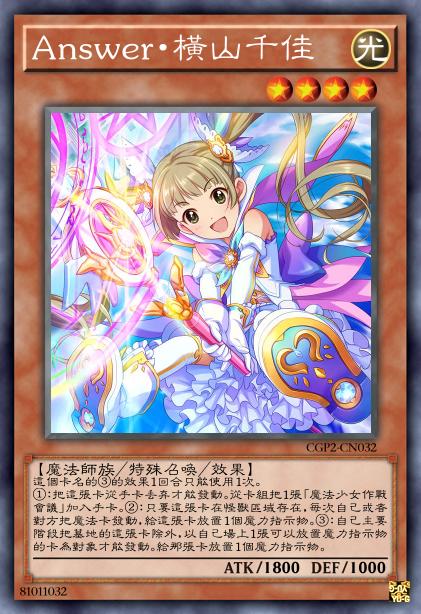 Answer・橫山千佳
光
CGP2-CN032
【魔法師族／特殊召喚／效果】
這個卡名的③的效果1回合只能使用1次。
①：把這張卡從手卡丟弃才能發動。從卡組把1張「魔法少女作戰
會議」加入手卡。②：只要這張卡在怪獸區域存在，每次自己或者
對方把魔法卡發動，給這張卡放置1個魔力指示物。③：自己主要
階段把基地的這張卡除外，以自己場上1張可以放置魔力指示物
的卡為對象才能發動。給那張卡放置1個魔力指示物。
ATK/1800 DEF/1000
81011032